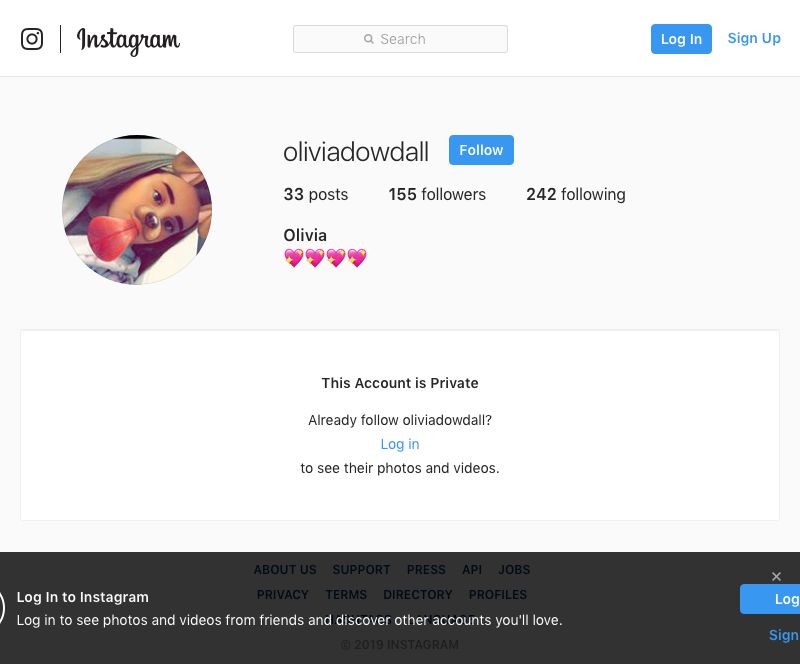 Instagram
Search
Log In
Sign Up
oliviadowdall
Follow
33 posts 155 followers 242 following
Olivia
💖💖💖💖
This Account is Private
Already follow oliviadowdall?
Log in
to see their photos and videos.
ABOUT US SUPPORT PRESS API JOBS
PRIVACY TERMS DIRECTORY PROFILES
Log In to Instagram
Log in to see photos and videos from friends and discover other accounts you'll love.
© 2019 INSTAGRAM
×
Log
Sign